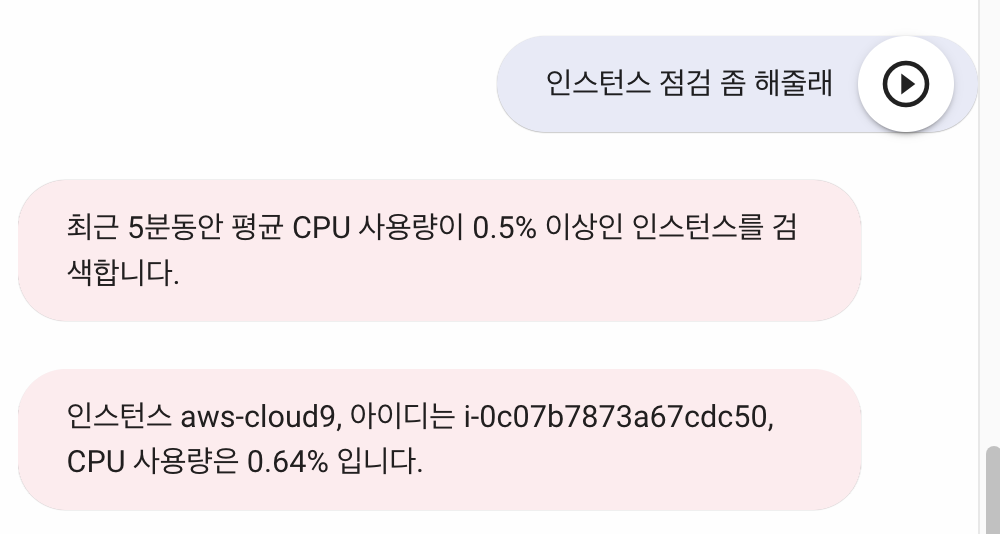 인스턴스 점검 좀 해줄래
최근 5분동안 평균 CPU 사용량이 0.5% 이상인 인스턴스를 검
색합니다.
인스턴스 aws-cloud9, 아이디는 i-0c07b7873a67cdc50,
CPU 사용량은 0.64% 입니다.